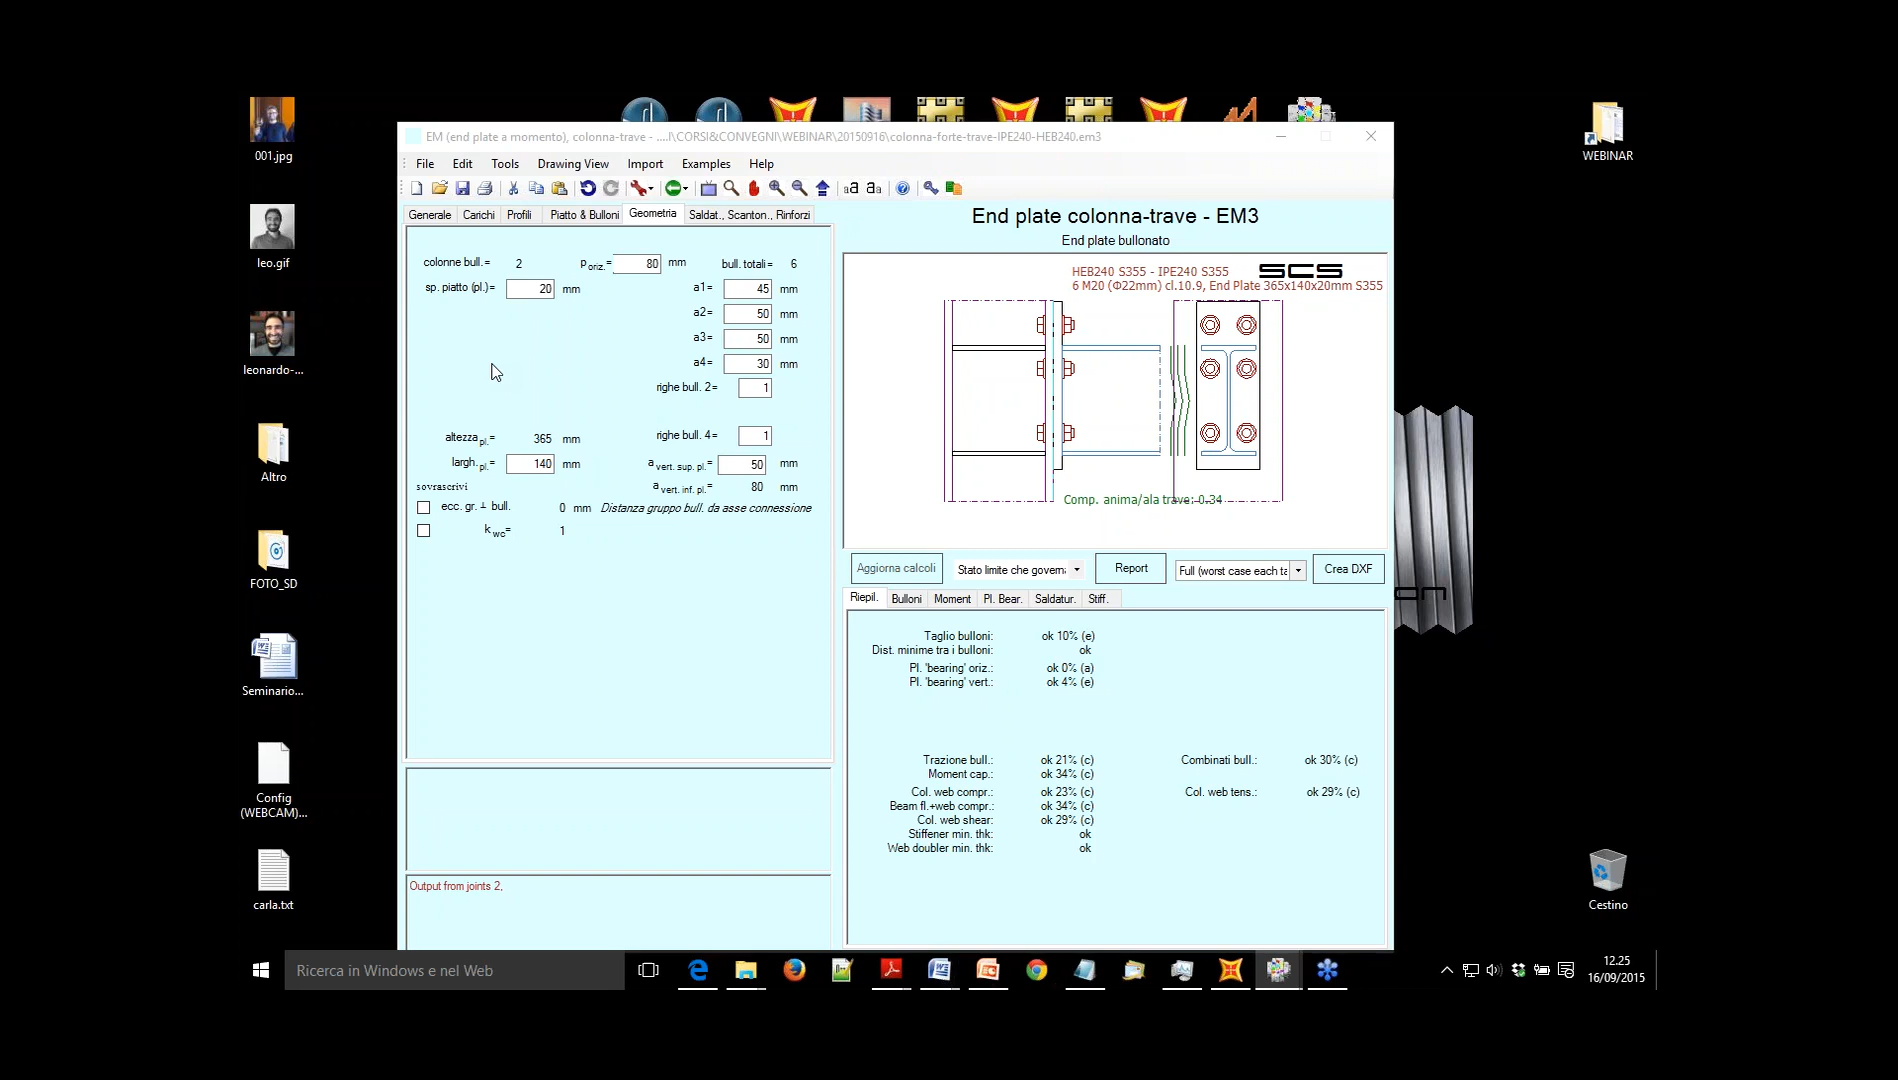 001.jpg
leo.gif
leonardo-...
Altro
FOTO_SD
Seminario...
Config
(WEBCAM)...
carla.txt
WEBINAR
Cestino
EM (end plate a momento), colonna-trave - ....I\CORSI&CONVEGNI\WEBINAR\20150916\colonna-forte-trave-IPE240-HEB240.em3
File Edit Tools Drawing View Import Examples Help
aa aa
Generale Carichi Profili Piatto & Bulloni Geometria Saldat., Scanton., Rinforzi
colonne bull.= 2 p oriz.= 80 mm bull. totali= 6
sp. piatto (pl.)= 20 mm a1= 45 mm
a2= 50 mm
a3= 50 mm
a4= 30 mm
righe bull. 2= 1
altezza pl.= 365 mm righe bull. 4= 1
largh. pl.= 140 mm a vert. sup. pl.= 50 mm
sovrascrivi a vert. inf. pl.= 80 mm
ecc. gr. ⊥ bull. 0 mm Distanza gruppo bull. da asse connessione
k wc= 1
Output from joints 2,
End plate colonna-trave - EM3
End plate bullonato
HEB240 S355 - IPE240 S355 SCS
6 M20 (Φ22mm) cl.10.9, End Plate 365x140x20mm S355
Comp. anima/ala trave: 0.34
Aggiorna calcoli Stato limite che governa Report Full (worst case each ta Crea DXF
Riepil. Bulloni Moment Pl. Bear. Saldatur. Stiff.
Taglio bulloni: ok 10% (e)
Dist. minime tra i bulloni: ok
Pl. 'bearing' oriz.: ok 0% (a)
Pl. 'bearing' vert.: ok 4% (e)
Trazione bull.: ok 21% (c) Combinati bull.: ok 30% (c)
Moment cap.: ok 34% (c)
Col. web compr.: ok 23% (c) Col. web tens.: ok 29% (c)
Beam fl.+web compr.: ok 34% (c)
Col. web shear: ok 29% (c)
Stiffener min. thk: ok
Web doubler min. thk: ok
Ricerca in Windows e nel Web
12.25
16/09/2015